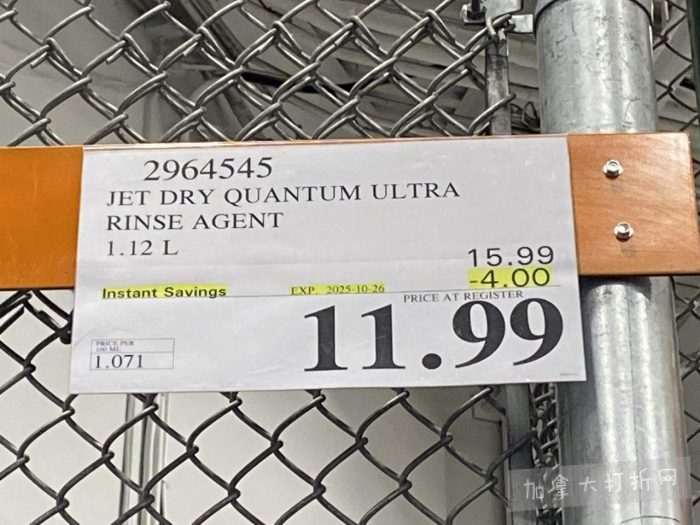 2964545
JET DRY QUANTUM ULTRA
RINSE AGENT
1.12 L
15.99
-4.00
Instant Savings EXP. 2025-10-26
PRICE AT REGISTER
11.99
PRICE PER
100 ML
1.071
加拿大打折网